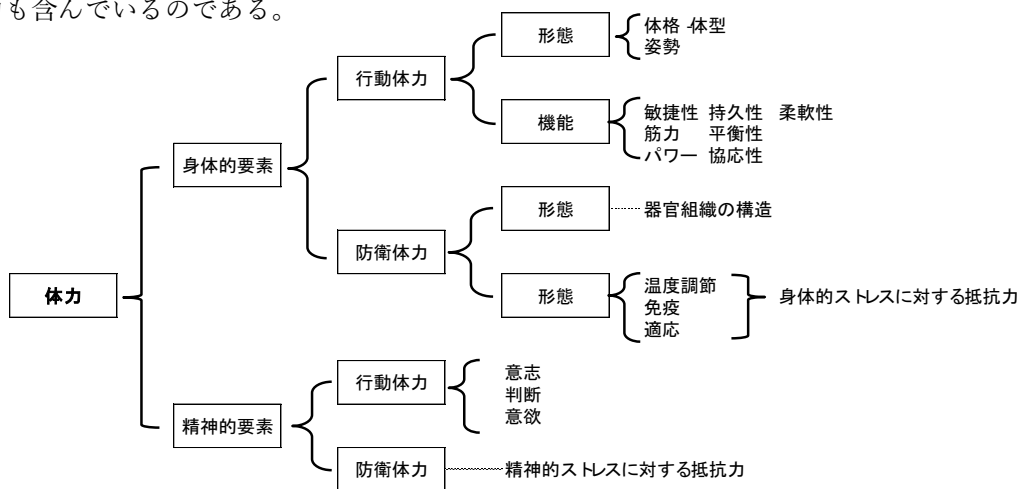 も含んでいるのである。
体格・体型
形態
姿勢
行動体力
敏捷性 持久性 柔軟性
機能
筋力 平衡性
パワー 協応性
身体的要素
形態
器官組織の構造
防衛体力
温度調節
形態
免疫
適応
身体的ストレスに対する抵抗力
体力
意志
行動体力
判断
意欲
精神的要素
防衛体力
精神的ストレスに対する抵抗力